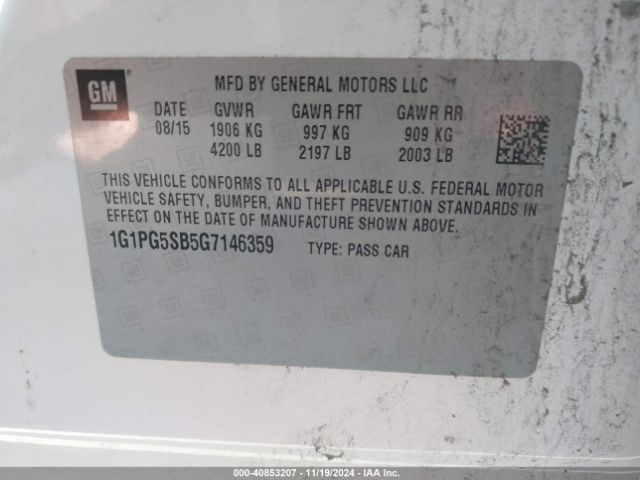 GM
MFD BY GENERAL MOTORS LLC
DATE GVWR GAWR FRT GAWR RR
08/15 1906 KG 997 KG 909 KG
4200 LB 2197 LB 2003 LB
THIS VEHICLE CONFORMS TO ALL APPLICABLE U.S. FEDERAL MOTOR
VEHICLE SAFETY, BUMPER, AND THEFT PREVENTION STANDARDS IN
EFFECT ON THE DATE OF MANUFACTURE SHOWN ABOVE.
1G1PG5SB5G7146359 TYPE: PASS CAR
000-40853207 - 11/19/2024 - IAAI.com